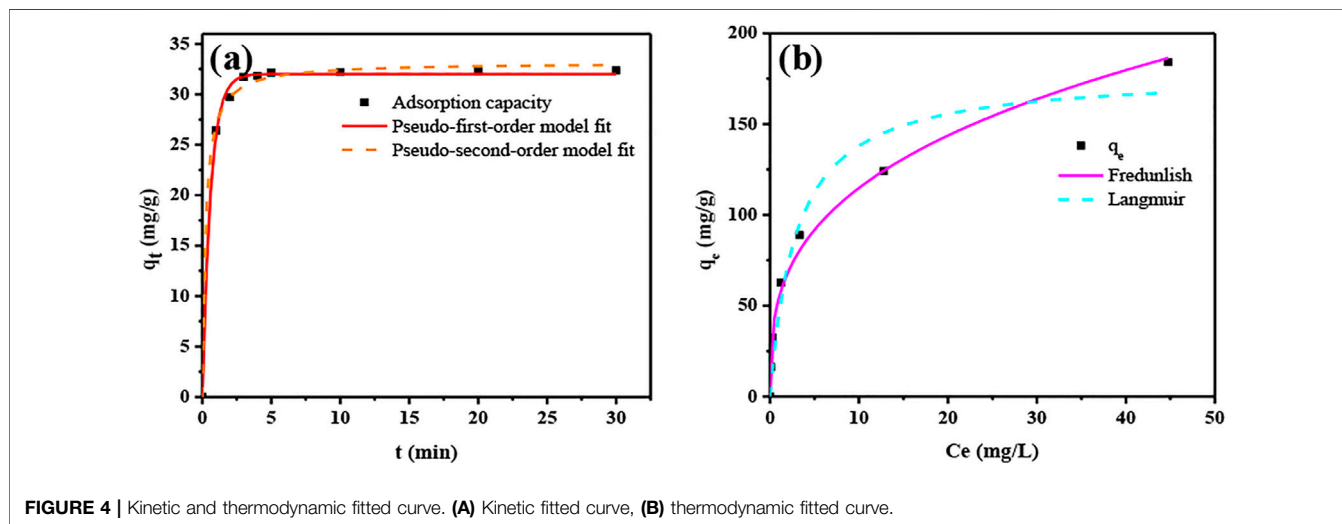 (a)
35
30
25
20
15
10
5
0
qt (mg/g)
Adsorption capacity
Pseudo-first-order model fit
Pseudo-second-order model fit
0 5 10 15 20 25 30
t (min)
(b)
200
150
100
50
0
qe (mg/g)
qe
Fredunlish
Langmuir
0 10 20 30 40 50
Ce (mg/L)
FIGURE 4 | Kinetic and thermodynamic fitted curve. (A) Kinetic fitted curve, (B) thermodynamic fitted curve.